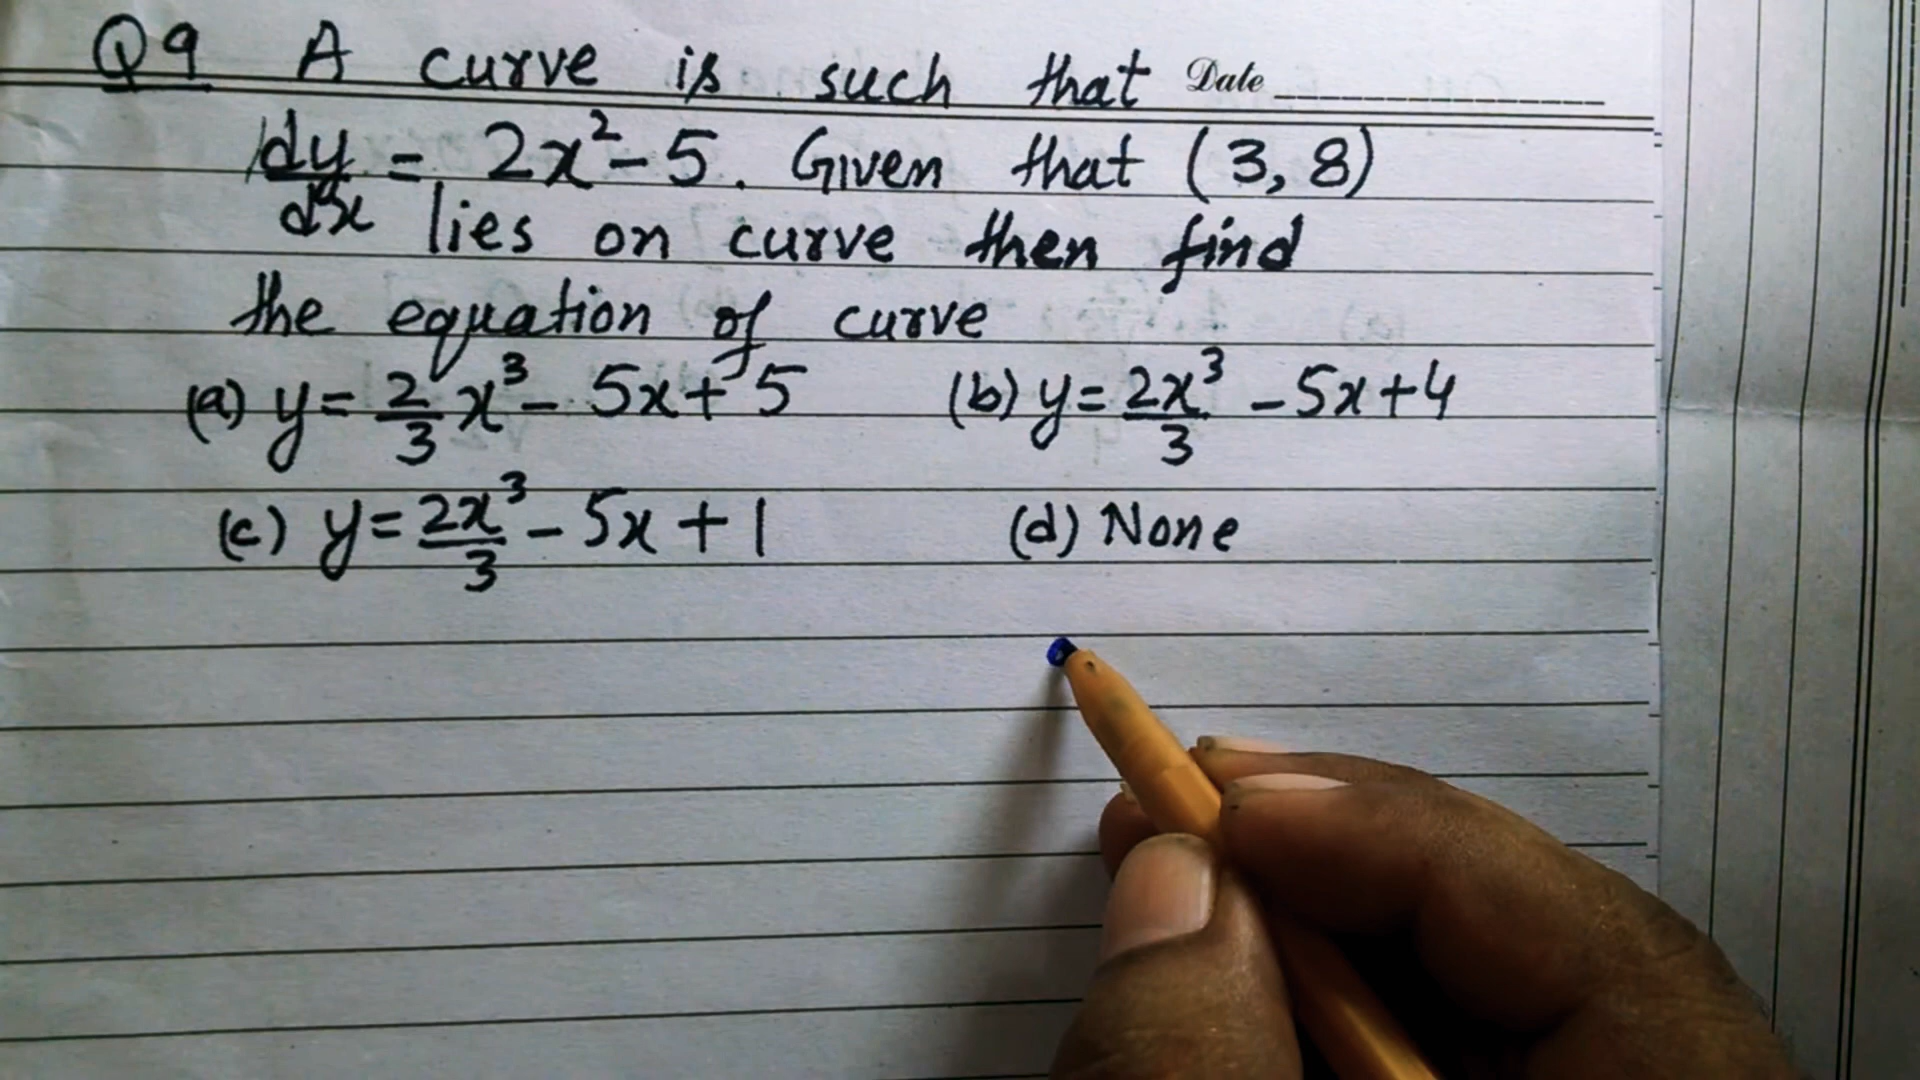 Q9 A curve is such that Date
dy/dx = 2x²-5. Given that (3, 8)
lies on curve then find
the equation of curve
(a) y = 2/3 x³ - 5x + 5 (b) y = 2x³/3 - 5x + 4
(c) y = 2x³/3 - 5x + 1 (d) None